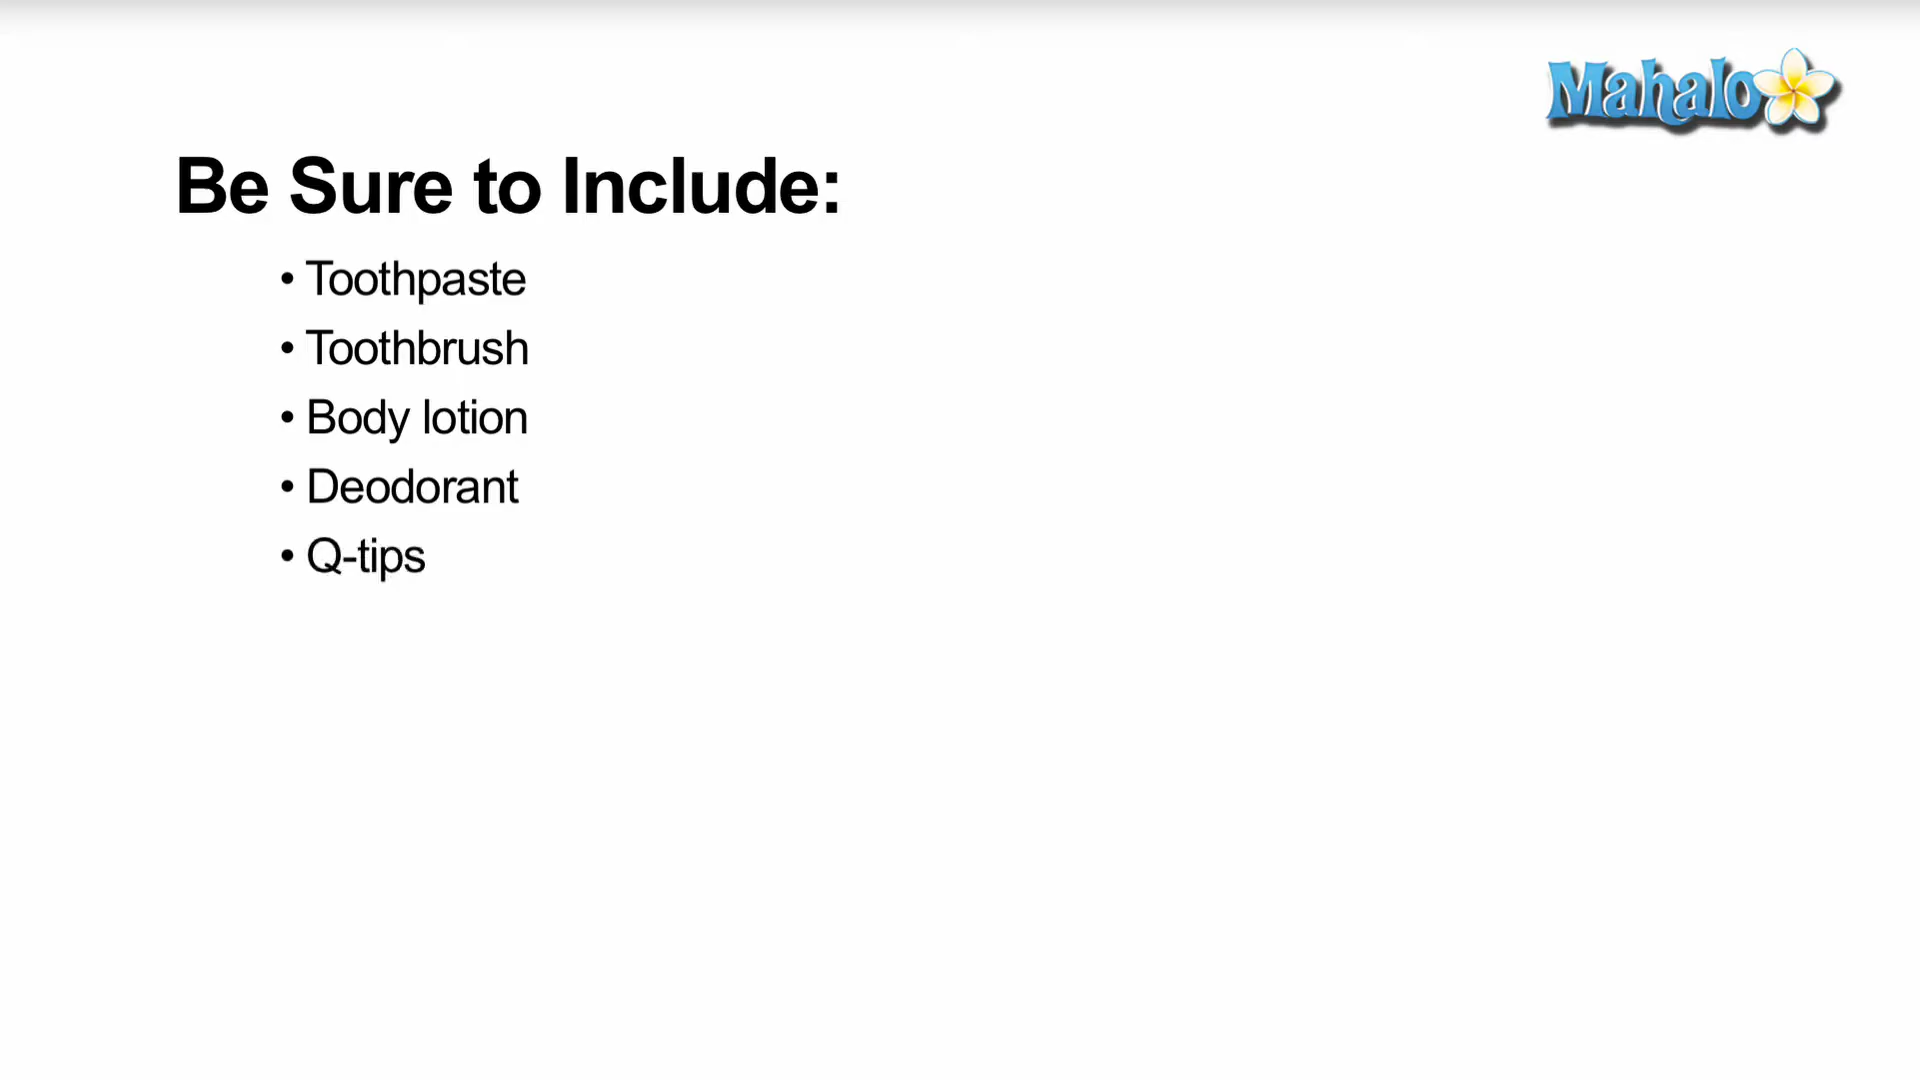 Mahalo
Be Sure to Include:
• Toothpaste
• Toothbrush
• Body lotion
• Deodorant
• Q-tips